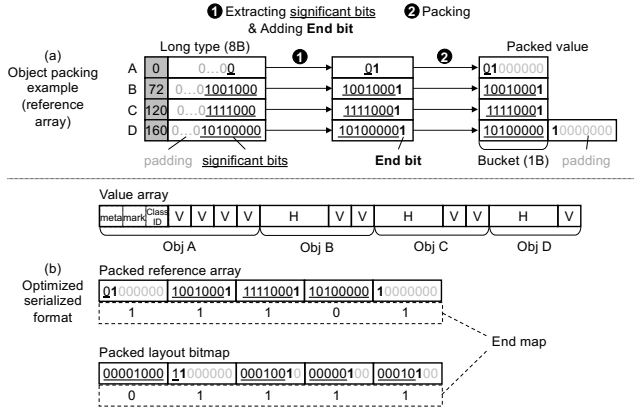 ❶ Extracting significant bits
& Adding End bit
❷ Packing
(a)
Object packing
example
(reference
array)
Long type (8B)
❶
❷
Packed value
A 0 0...00 01 01000000
B 72 0...01001000 10010001 10010001
C 120 0...01111000 11110001 11110001
D 160 0...010100000 101000001 10100000 10000000
padding significant bits End bit Bucket (1B) padding
Value array
meta mark Class ID V V V V H V V H V V H V
Obj A Obj B Obj C Obj D
(b)
Optimized
serialized
format
Packed reference array
01000000 10010001 11110001 10100000 10000000
1 1 1 0 1
End map
Packed layout bitmap
00001000 11000000 00010010 00000100 00010100
0 1 1 1 1